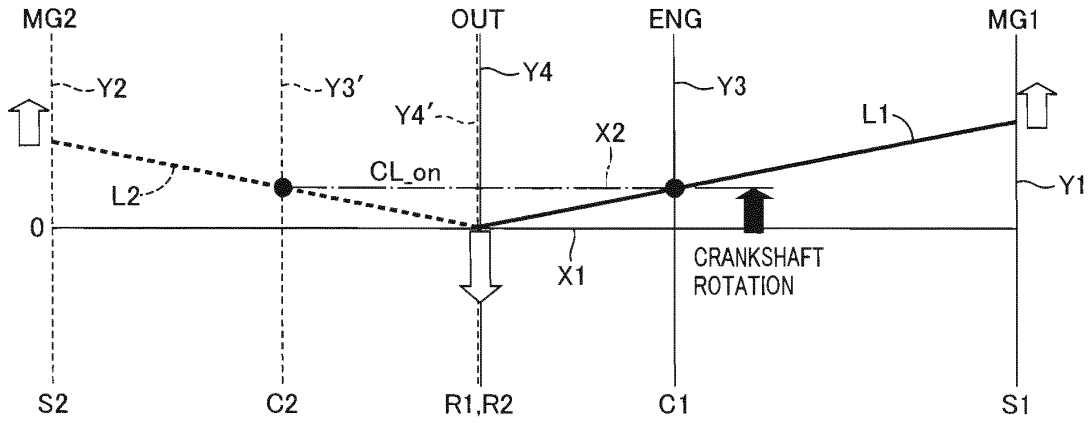 MG2 OUT ENG MG1
Y2 Y3′ Y4 Y3
Y4′ L1
CL_on X2
L2 Y1
0
X1 CRANKSHAFT
ROTATION
S2 C2 R1,R2 C1 S1